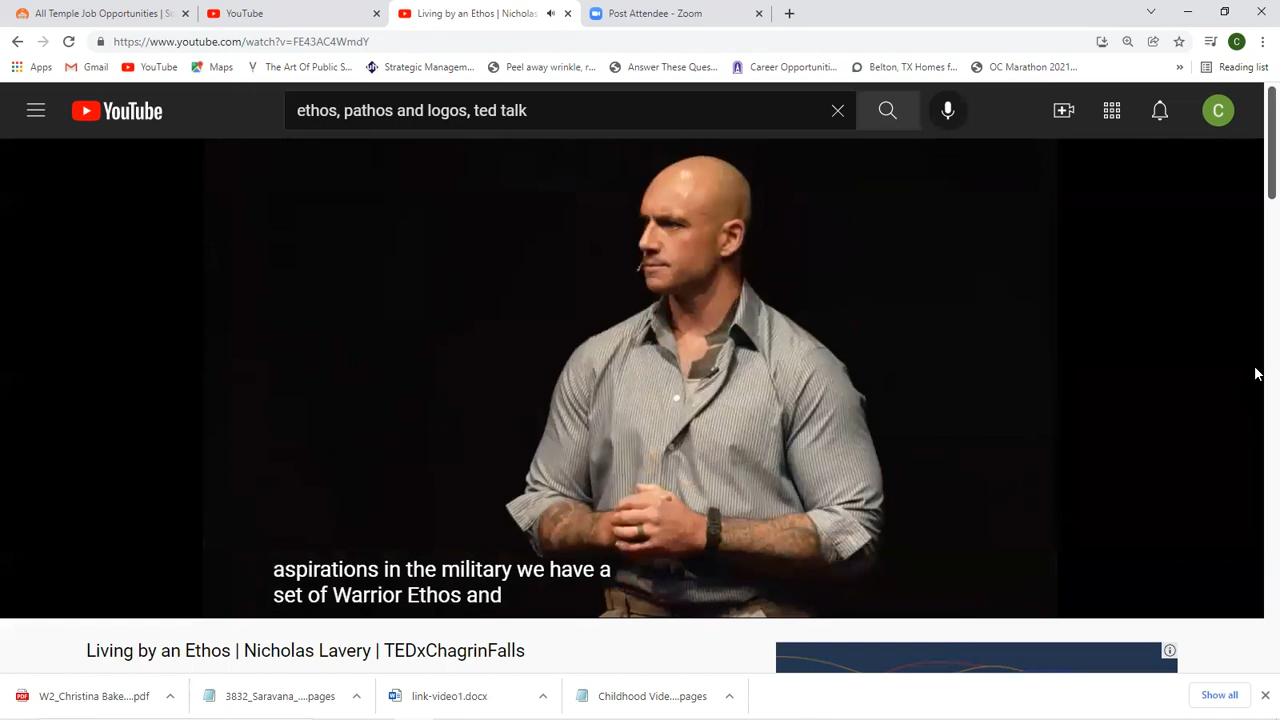 All Temple Job Opportunities | Sc
YouTube
Living by an Ethos | Nicholas
Post Attendee - Zoom
https://www.youtube.com/watch?v=FE43AC4WmdY
C
Apps
Gmail
YouTube
Maps
The Art Of Public S...
Strategic Managem...
Peel away wrinkle, r...
Answer These Que...
Career Opportuniti...
Belton, TX Homes f...
OC Marathon 2021...
»
Reading list
YouTube
ethos, pathos and logos, ted talk
C
aspirations in the military we have a
set of Warrior Ethos and
Living by an Ethos | Nicholas Lavery | TEDxChagrinFalls
W2_Christina Bake....pdf
3832_Saravana_....pages
link-video1.docx
Childhood Vide....pages
Show all